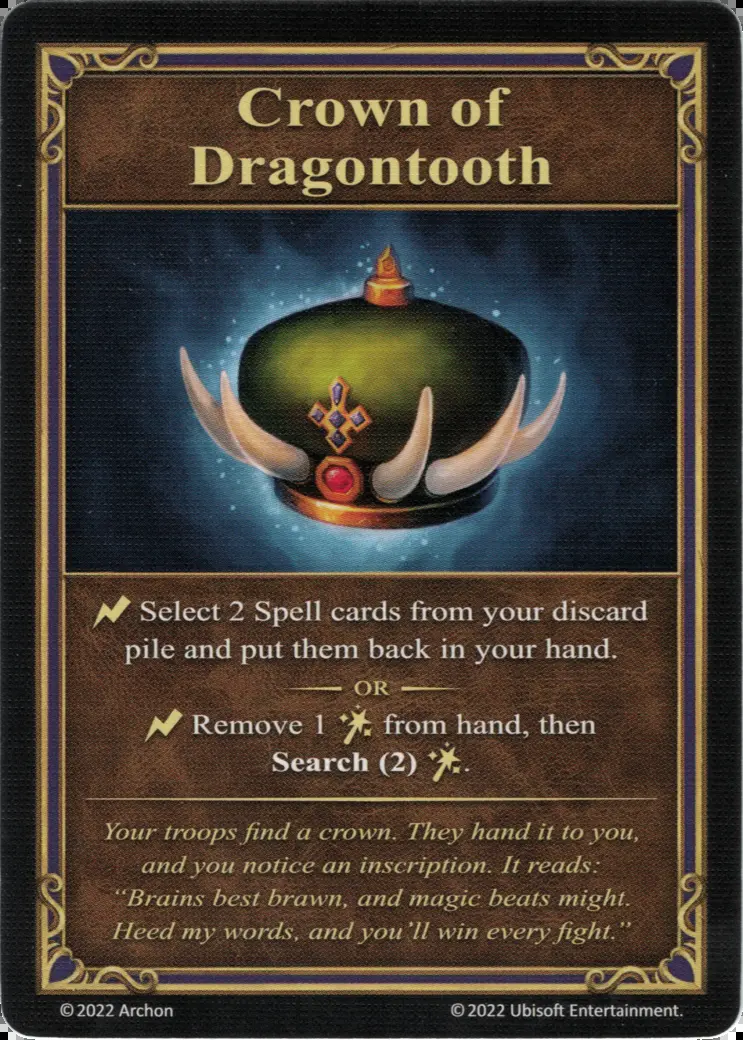 Crown of
Dragontooth
Select 2 Spell cards from your discard
pile and put them back in your hand.
OR
Remove 1 from hand, then
Search (2) .
Your troops find a crown. They hand it to you,
and you notice an inscription. It reads:
“Brains best brawn, and magic beats might.
Heed my words, and you’ll win every fight.”
© 2022 Archon
© 2022 Ubisoft Entertainment.